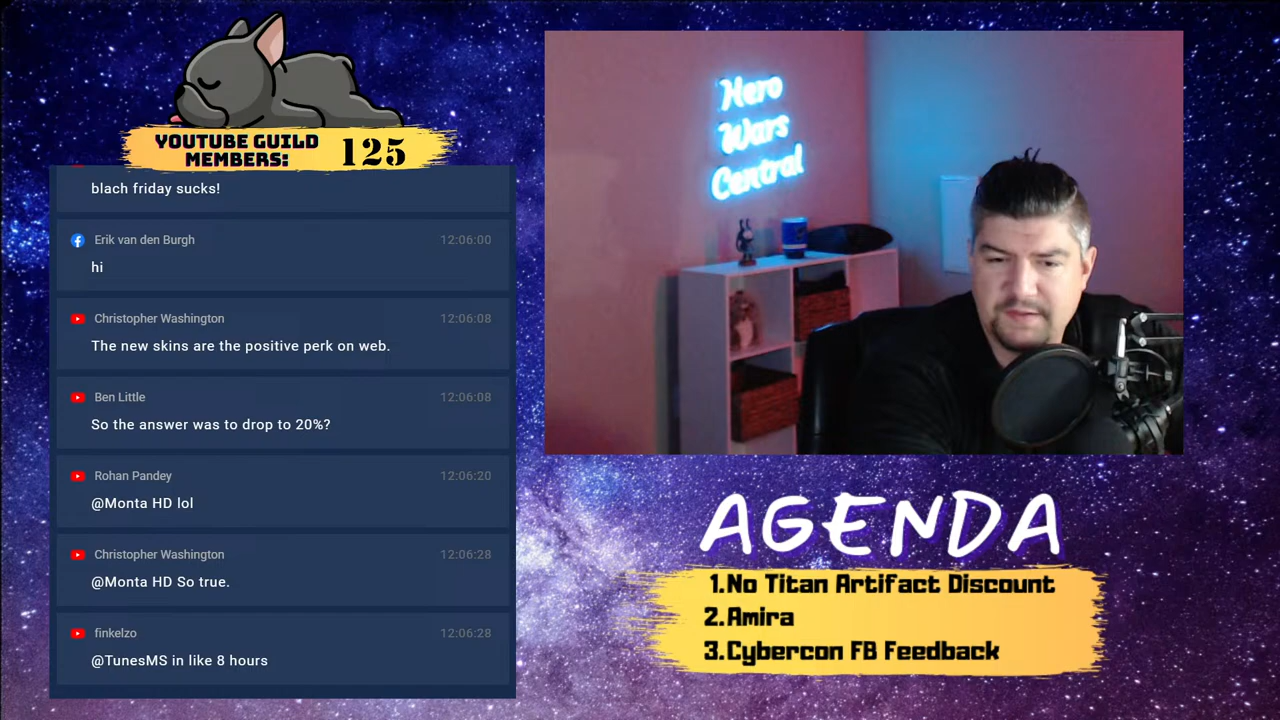 YOUTUBE GUILD
MEMBERS:
125
blach friday sucks!
Erik van den Burgh
12:06:00
hi
Christopher Washington
12:06:08
The new skins are the positive perk on web.
Ben Little
12:06:08
So the answer was to drop to 20%?
Rohan Pandey
12:06:20
@Monta HD lol
Christopher Washington
12:06:28
@Monta HD So true.
finkelzo
12:06:28
@TunesMS in like 8 hours
Hero
Wars
Central
AGENDA
1.No Titan Artifact Discount
2.Amira
3.Cybercon FB Feedback